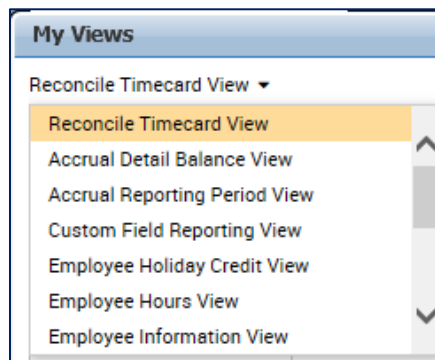 My Views
Reconcile Timecard View
Reconcile Timecard View
Accrual Detail Balance View
Accrual Reporting Period View
Custom Field Reporting View
Employee Holiday Credit View
Employee Hours View
Employee Information View